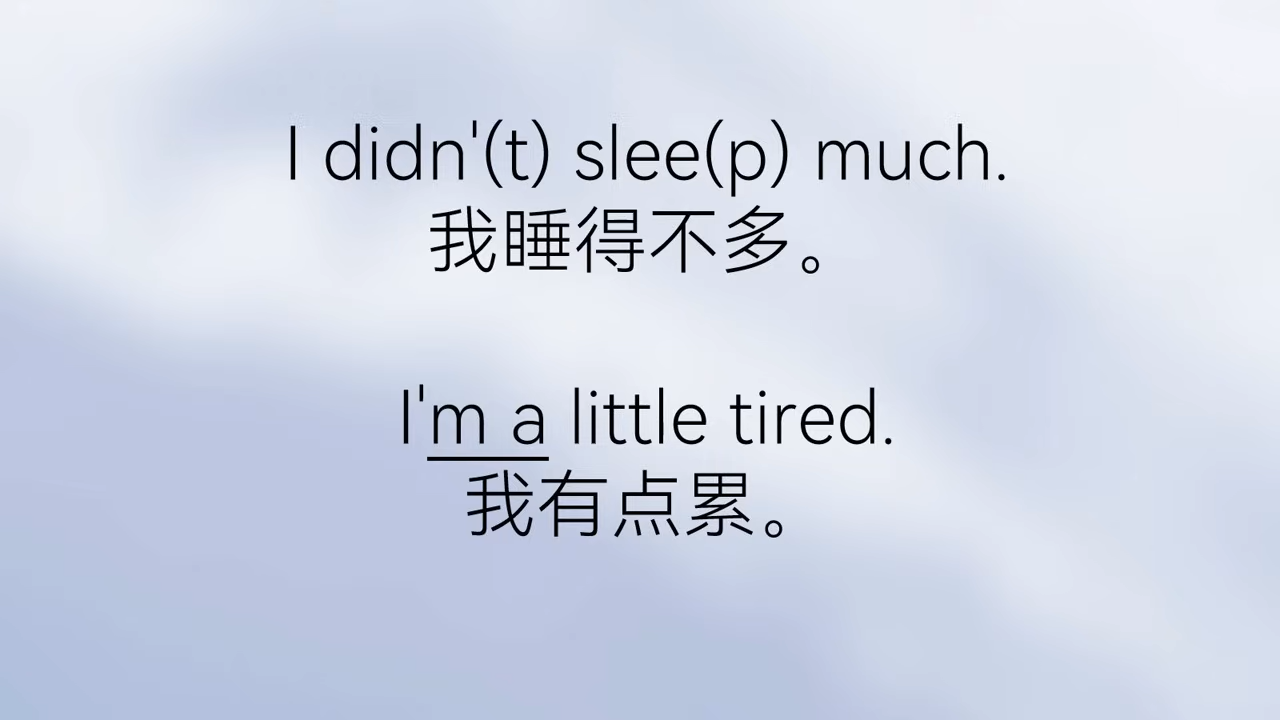 I didn'(t) slee(p) much.
我睡得不多。
I'm a little tired.
我有点累。